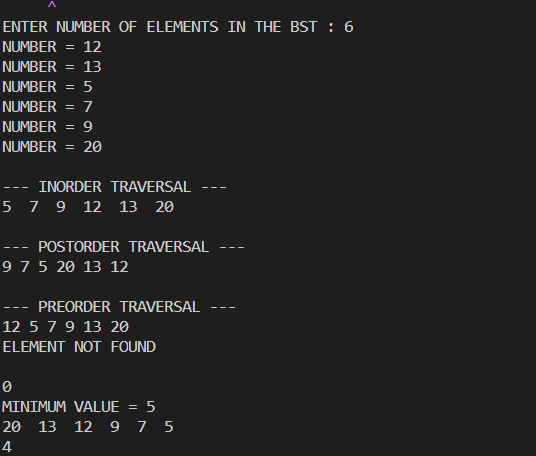 ^
ENTER NUMBER OF ELEMENTS IN THE BST : 6
NUMBER = 12
NUMBER = 13
NUMBER = 5
NUMBER = 7
NUMBER = 9
NUMBER = 20
--- INORDER TRAVERSAL ---
5  7  9  12  13  20
--- POSTORDER TRAVERSAL ---
9 7 5 20 13 12
--- PREORDER TRAVERSAL ---
12 5 7 9 13 20
ELEMENT NOT FOUND
0
MINIMUM VALUE = 5
20  13  12  9  7  5
4